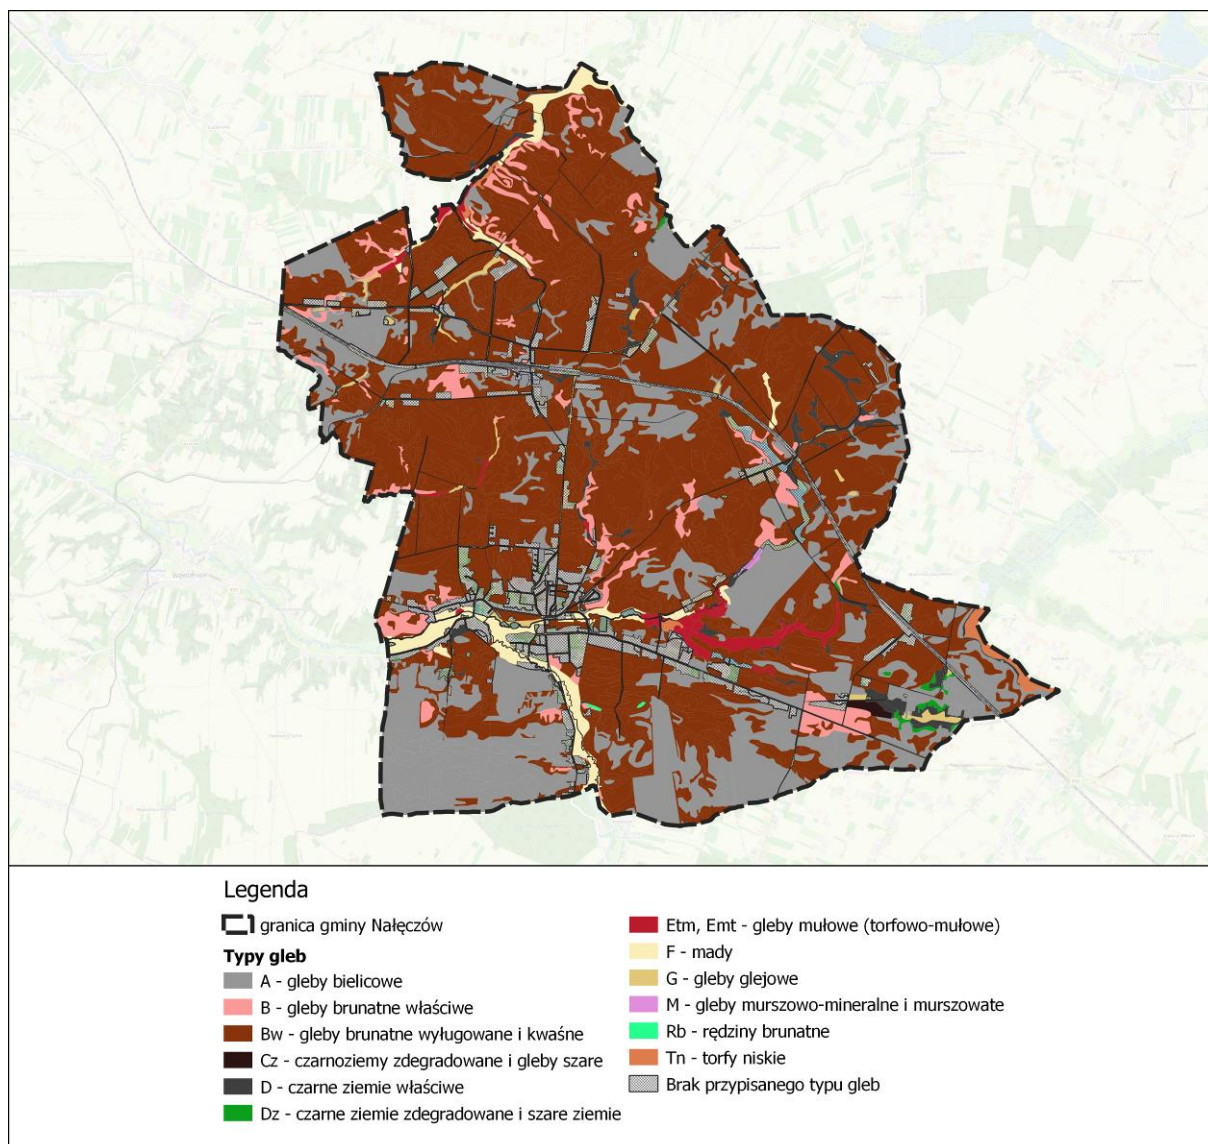 Legenda
granica gminy Nałęczów
Typy gleb
A - gleby bielicowe
B - gleby brunatne właściwe
Bw - gleby brunatne wyługowane i kwaśne
Cz - czarnoziemy zdegradowane i gleby szare
D - czarne ziemie właściwe
Dz - czarne ziemie zdegradowane i szare ziemie
Etm, Emt - gleby mułowe (torfowo-mułowe)
F - mady
G - gleby glejowe
M - gleby murszowo-mineralne i murszowate
Rb - rędziny brunatne
Tn - torfy niskie
Brak przypisanego typu gleb